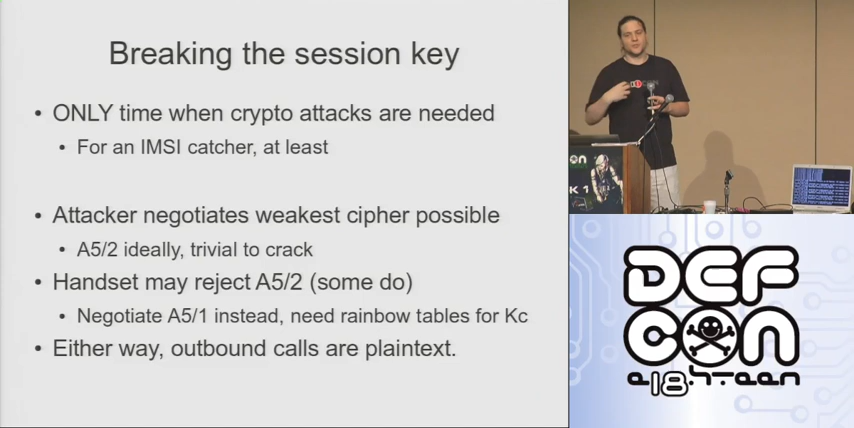 Breaking the session key
• ONLY time when crypto attacks are needed
• For an IMSI catcher, at least
• Attacker negotiates weakest cipher possible
• A5/2 ideally, trivial to crack
• Handset may reject A5/2 (some do)
• Negotiate A5/1 instead, need rainbow tables for Kc
• Either way, outbound calls are plaintext.
DEF
CON
e18h-teen